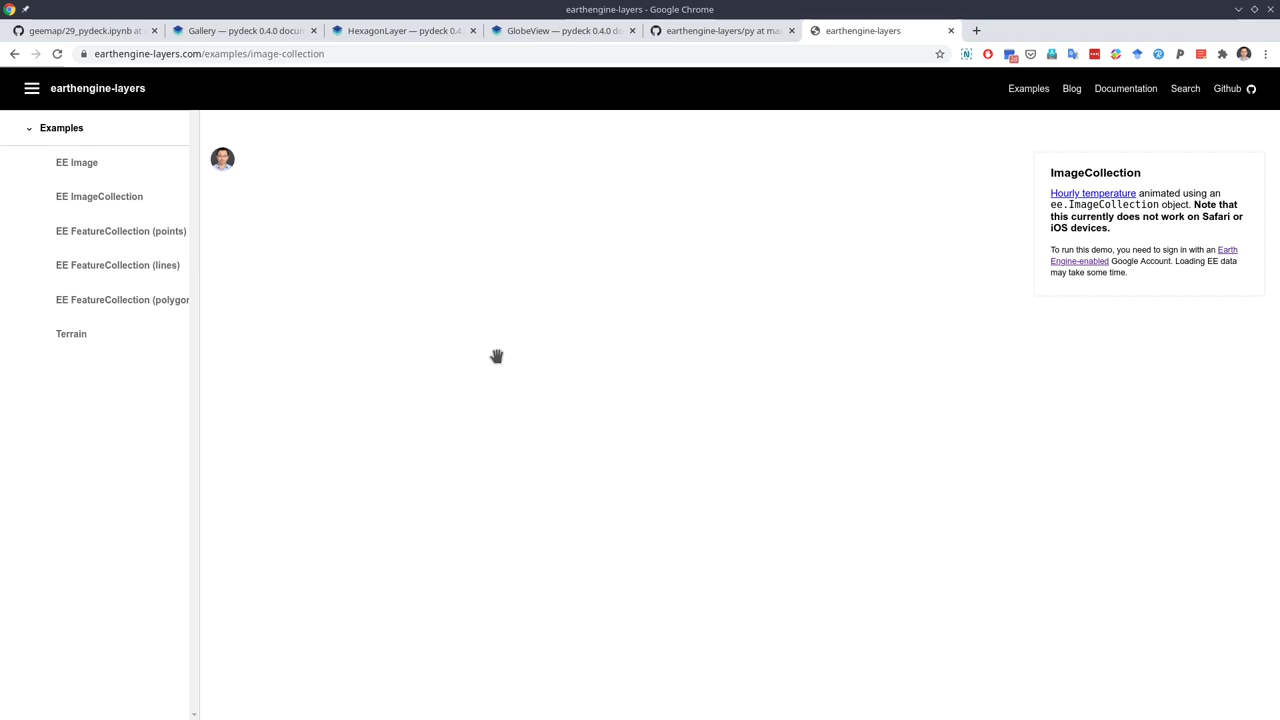 earthengine-layers - Google Chrome
geemap/29_pydeck.ipynb at
Gallery — pydeck 0.4.0 docum
HexagonLayer — pydeck 0.4
GlobeView — pydeck 0.4.0 do
earthengine-layers/py at mas
earthengine-layers
earthengine-layers.com/examples/image-collection
earthengine-layers
Examples
Blog
Documentation
Search
Github
Examples
EE Image
EE ImageCollection
EE FeatureCollection (points)
EE FeatureCollection (lines)
EE FeatureCollection (polygon
Terrain
ImageCollection
Hourly temperature animated using an
ee.ImageCollection object. Note that
this currently does not work on Safari or
iOS devices.
To run this demo, you need to sign in with an Earth
Engine-enabled Google Account. Loading EE data
may take some time.